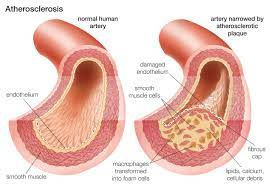 Atherosclerosis
normal human
artery
artery narrowed by
atherosclerotic
plaque
endothelium
smooth muscle
damaged
endothelium
smooth
muscle cells
macrophages
transformed
into foam cells
fibrous
cap
lipids, calcium,
cellular debris